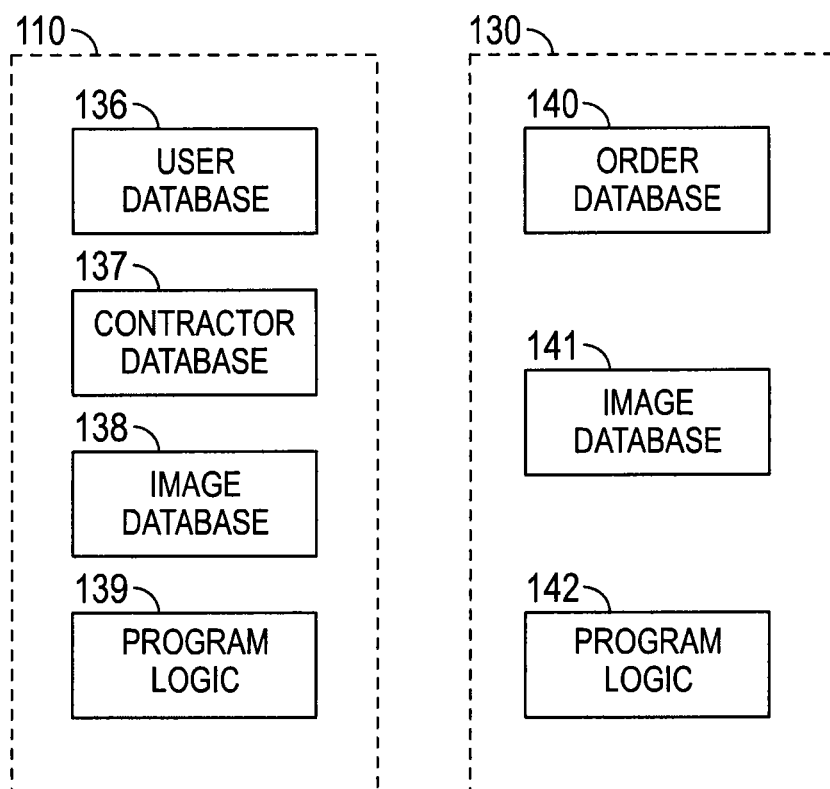 110
136
USER
DATABASE
137
CONTRACTOR
DATABASE
138
IMAGE
DATABASE
139
PROGRAM
LOGIC
130
140
ORDER
DATABASE
141
IMAGE
DATABASE
142
PROGRAM
LOGIC